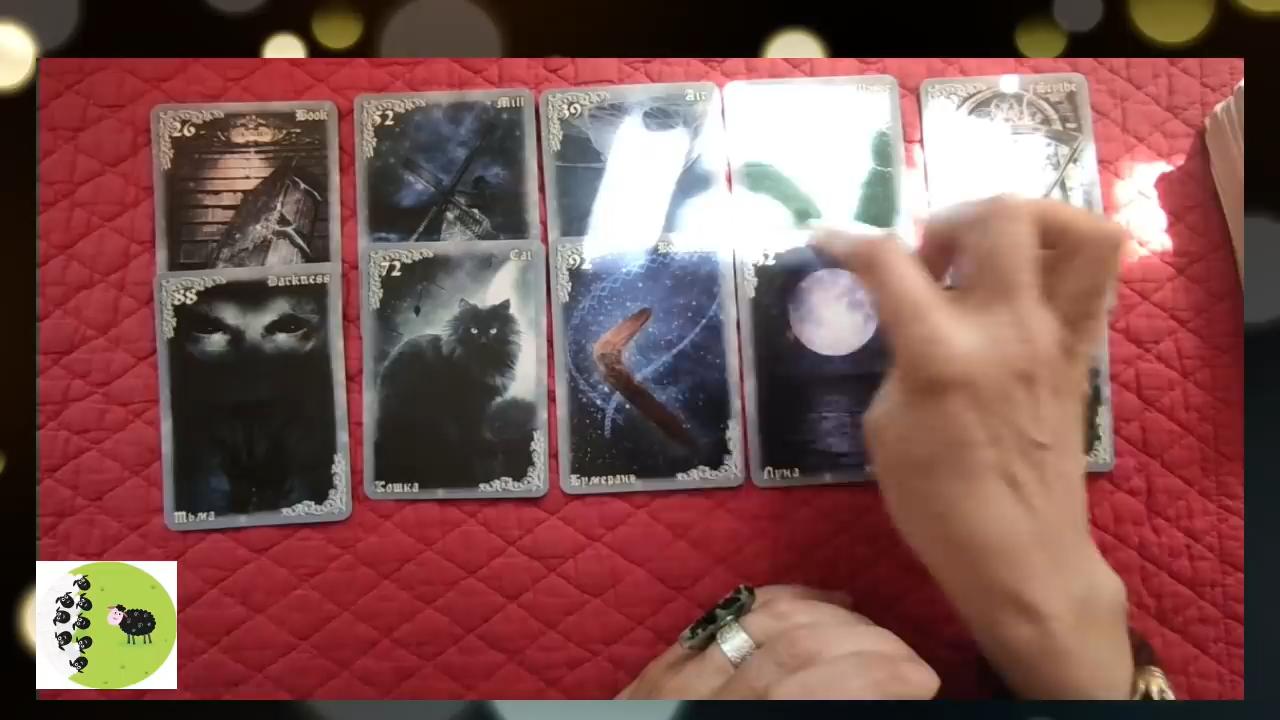 26 Book
52 Mill
39 Air
Scythe
88 Darkness
Тьма
72 Cat
Кошка
Бумеранг
Луна